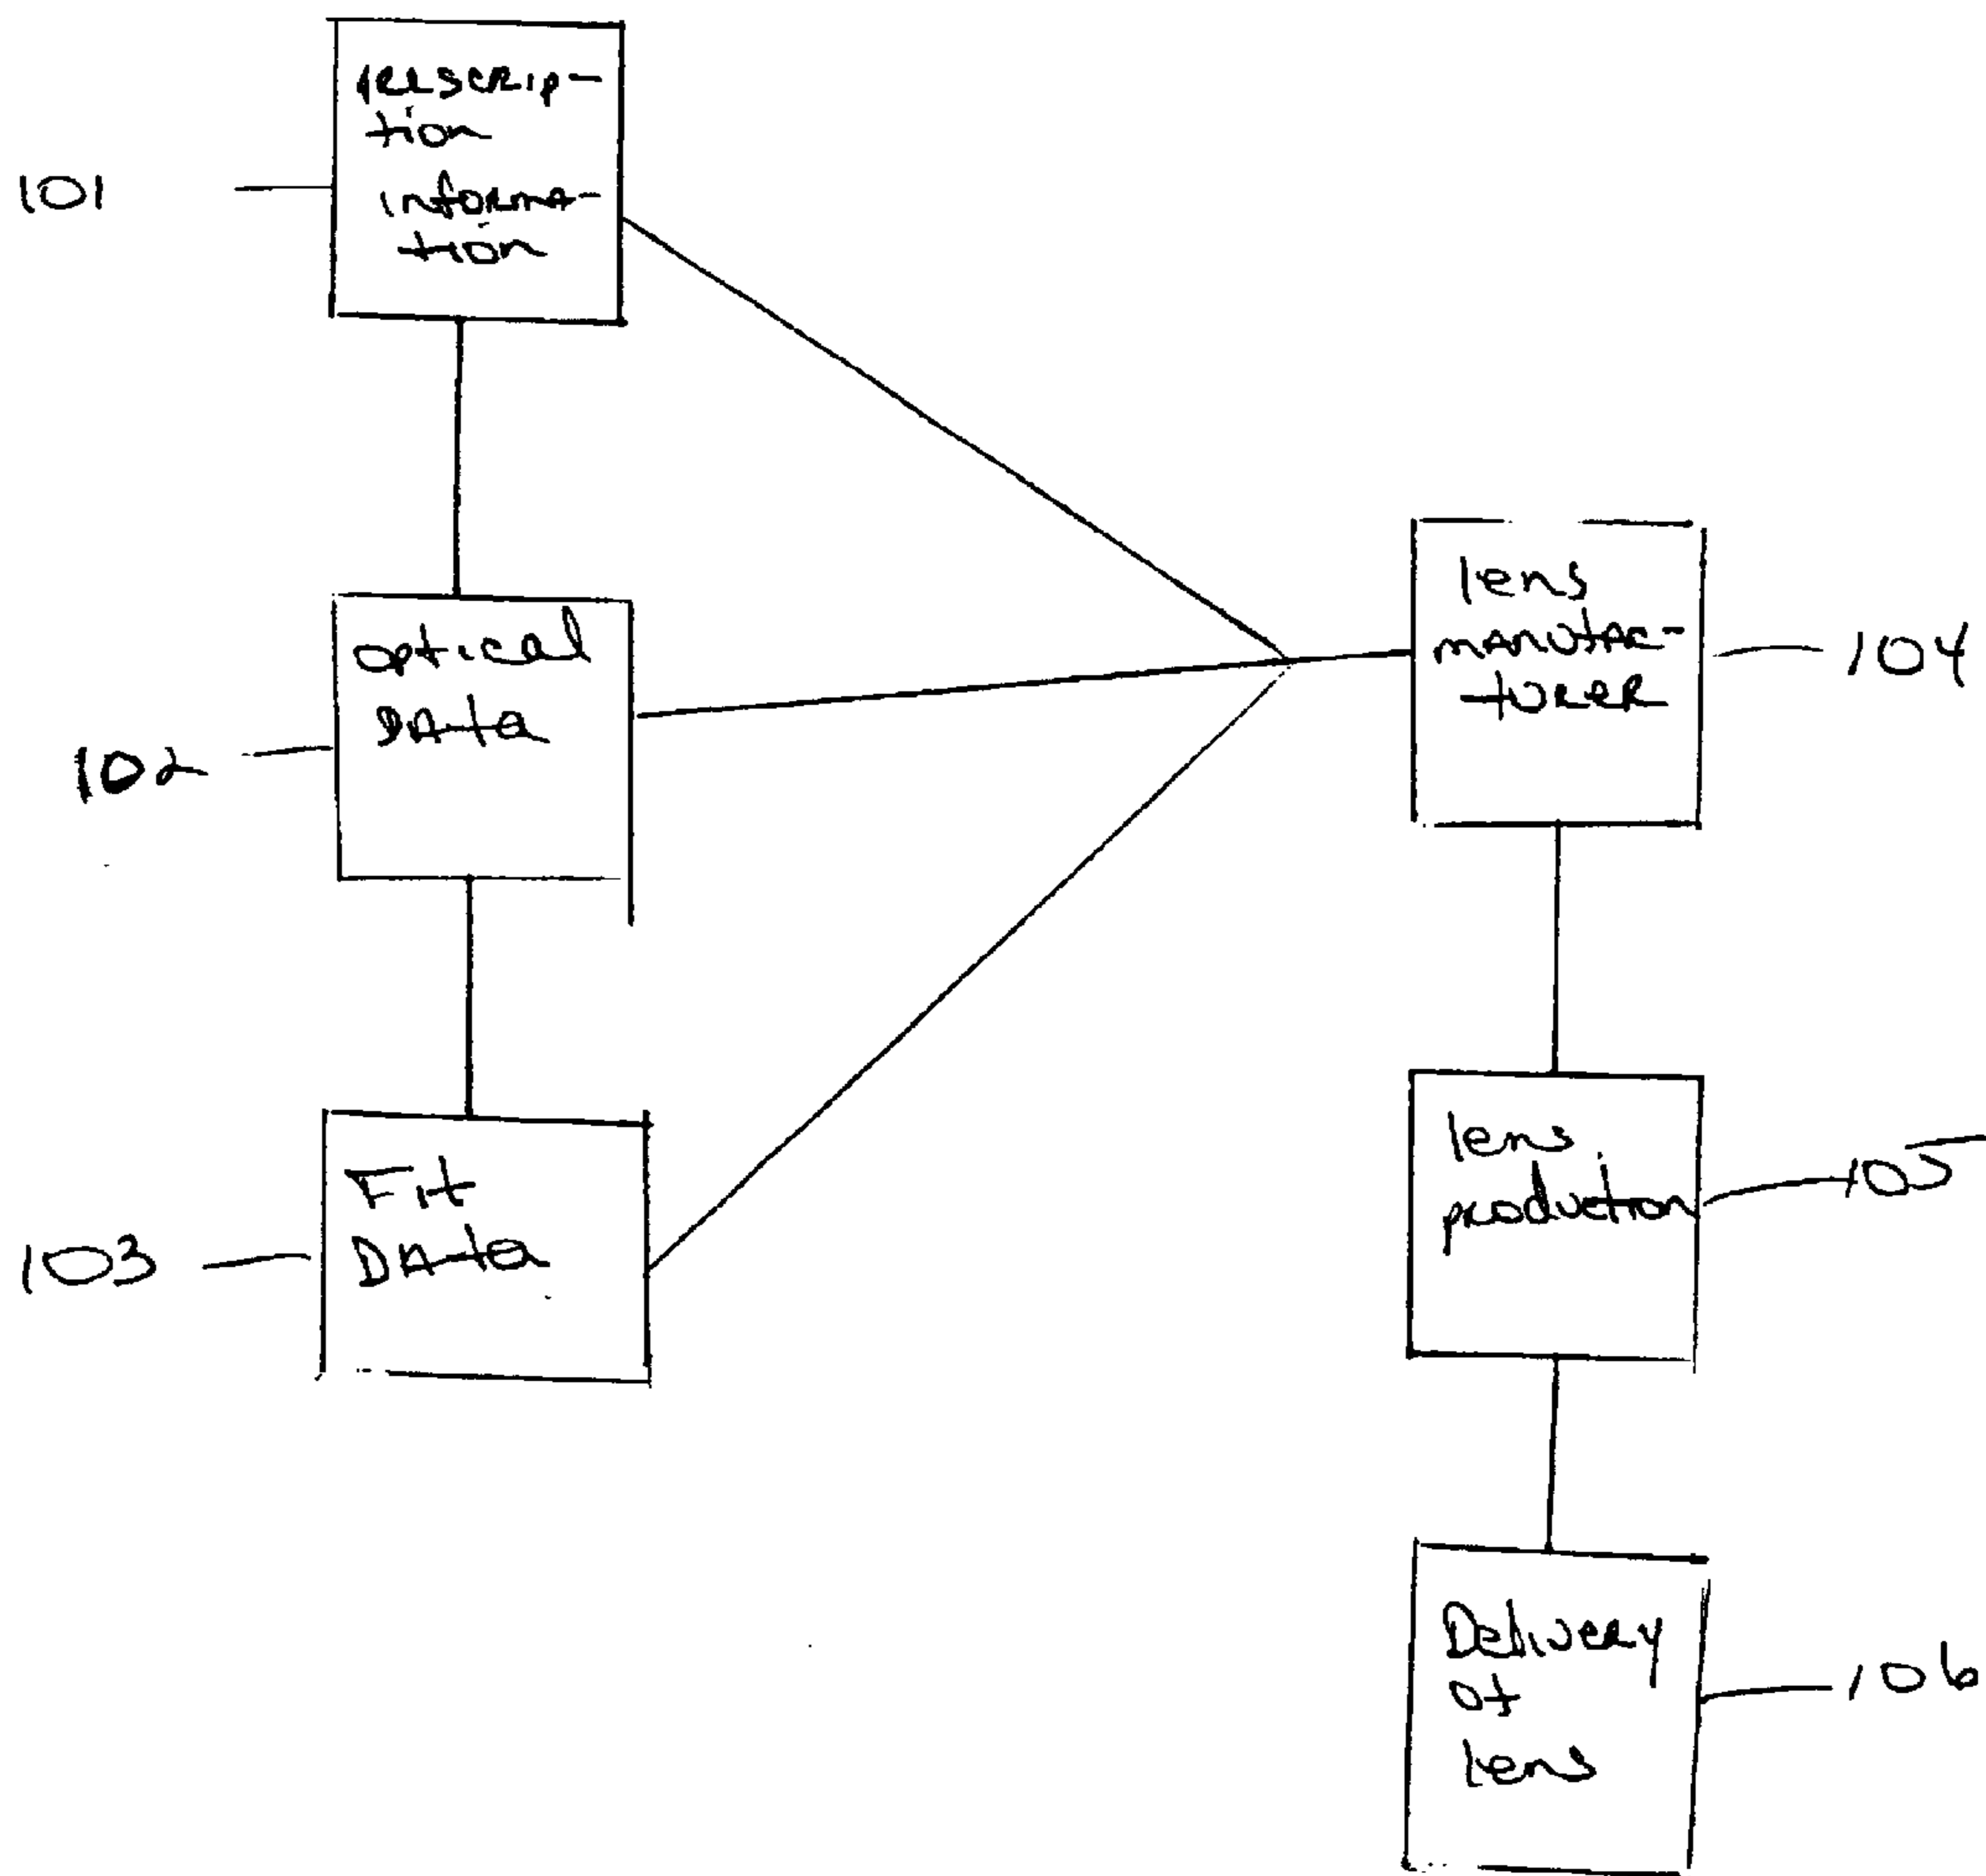 101
prescrip-
tion
informa-
tion
102
optical
DAta
103
Fit
DAta
lens
manufac-
turer
104
lens
production
105
Delivery
of
lens
106